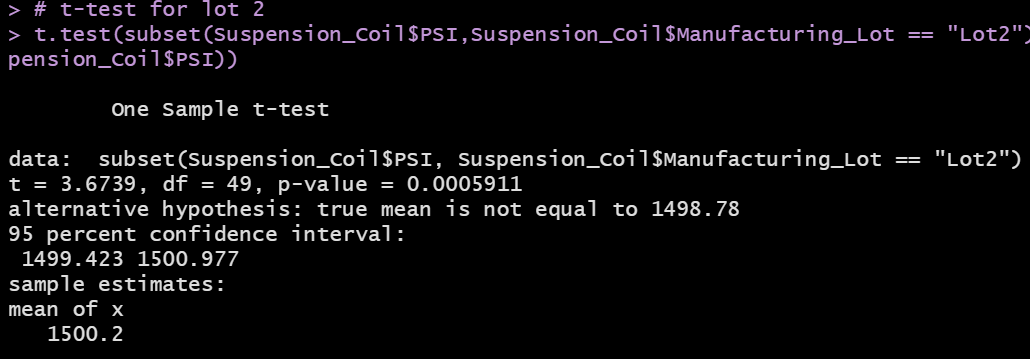 > # t-test for lot 2
> t.test(subset(Suspension_Coil$PSI,Suspension_Coil$Manufacturing_Lot == "Lot2")
pension_Coil$PSI))
One Sample t-test
data:  subset(Suspension_Coil$PSI, Suspension_Coil$Manufacturing_Lot == "Lot2")
t = 3.6739, df = 49, p-value = 0.0005911
alternative hypothesis: true mean is not equal to 1498.78
95 percent confidence interval:
1499.423 1500.977
sample estimates:
mean of x
1500.2